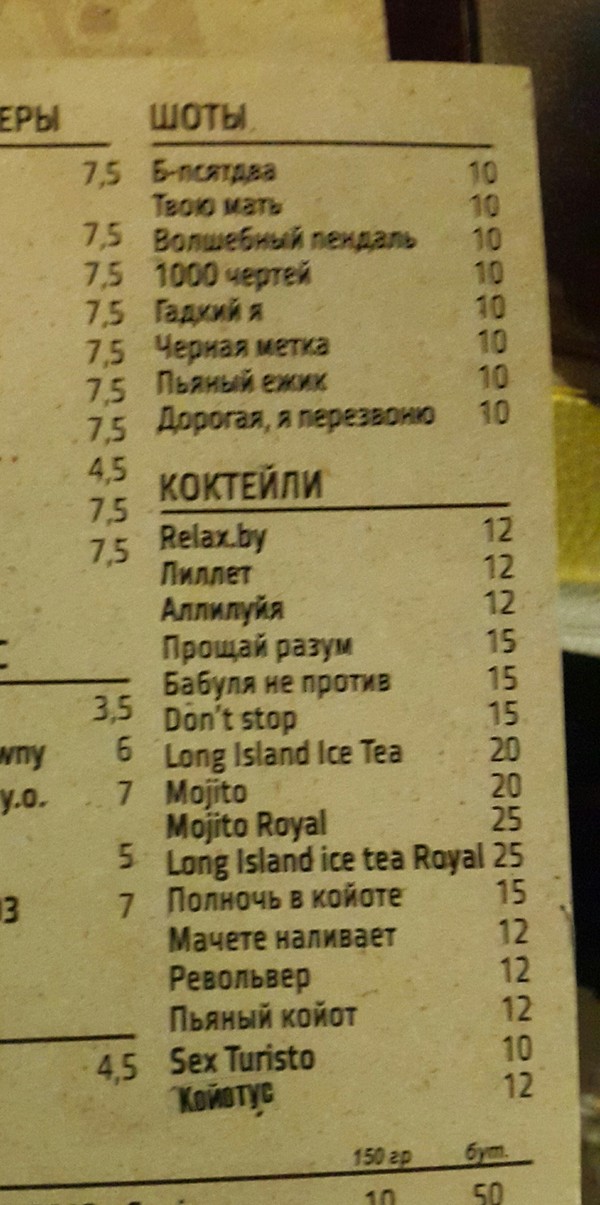 ЕРЫ
7,5
7,5
7,5
7,5
7,5
7,5
7,5
4,5
7,5
7,5
3,5
wny 6
y.o. 7
5
03 7
4,5
ШОТЫ
Б-псятдва 10
Твою мать 10
Волшебный пендаль 10
1000 чертей 10
Гадкий я 10
Черная метка 10
Пьяный ежик 10
Дорогая, я перезвоню 10
КОКТЕЙЛИ
Relax.by 12
Лиллет 12
Аллилуйя 12
Прощай разум 15
Бабуля не против 15
Don't stop 15
Long Island Ice Tea 20
Mojito 20
Mojito Royal 25
Long Island ice tea Royal 25
Полночь в койоте 15
Мачете наливает 12
Револьвер 12
Пьяный койот 12
Sex Turisto 10
Койотус 12
150 гр бут.
10 50